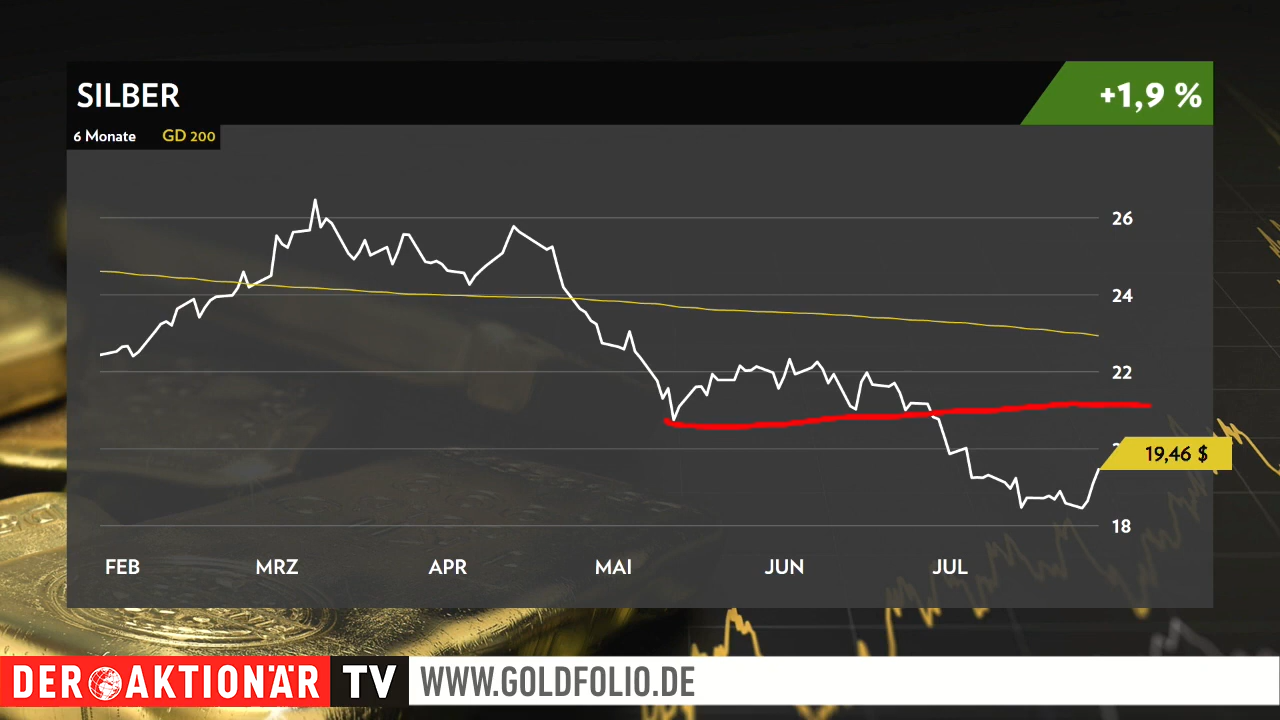 SILBER
+1,9 %
6 Monate GD 200
26
24
22
19,46 $
18
FEB MRZ APR MAI JUN JUL
DER AKTIONÄR TV WWW.GOLDFOLIO.DE